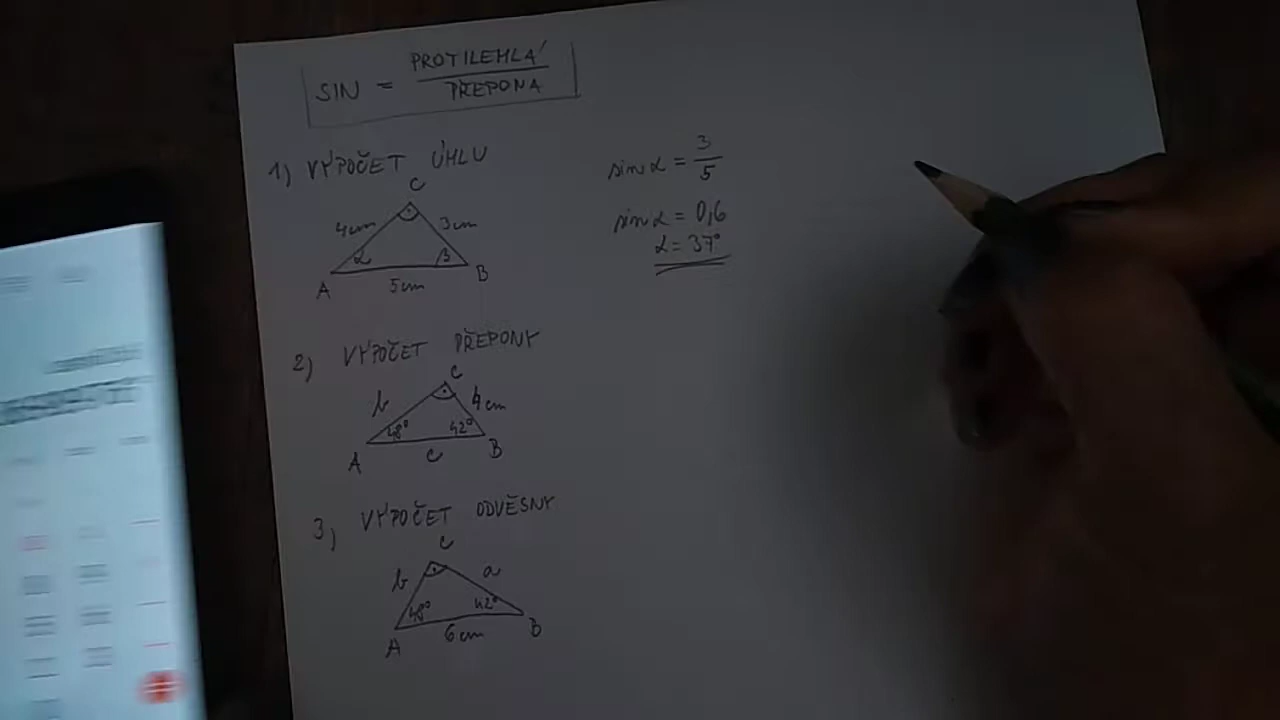 SIN = PROTILEHLÁ
PŘEPONA
1) VÝPOČET ÚHLU
C
4cm 3cm
α β
A B
5cm
sin α = 3
5
sin α = 0,6
α = 37°
2) VÝPOČET PŘEPONY
C
b 4cm
48° 42°
A B
c
3) VÝPOČET ODVĚSNY
C
b a
48° 42°
A B
6cm